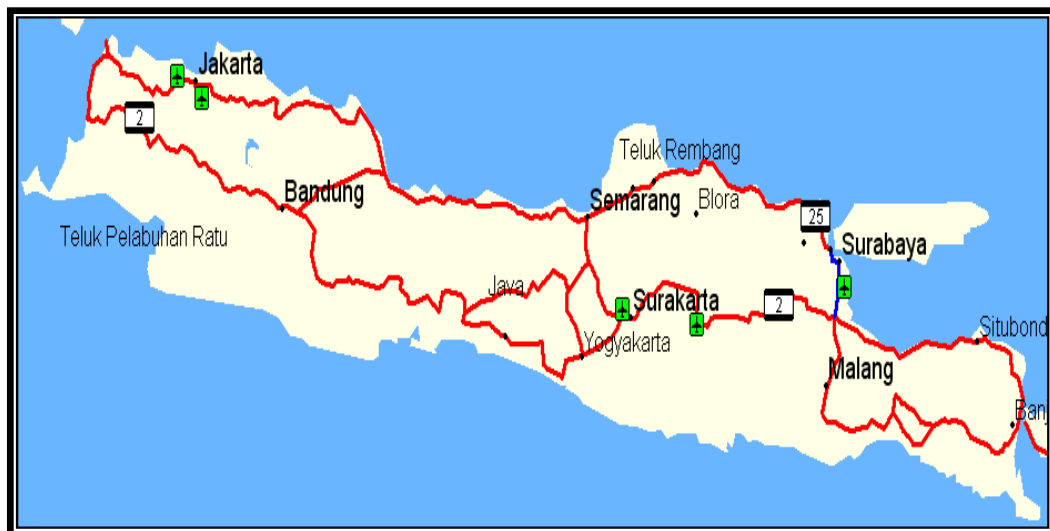 Jakarta
2
Teluk Rembang
Bandung
Semarang
Blora
25
Teluk Pelabuhan Ratu
Surabaya
Java
Surakarta
2
Situbond
Yogyakarta
Malang
Banj